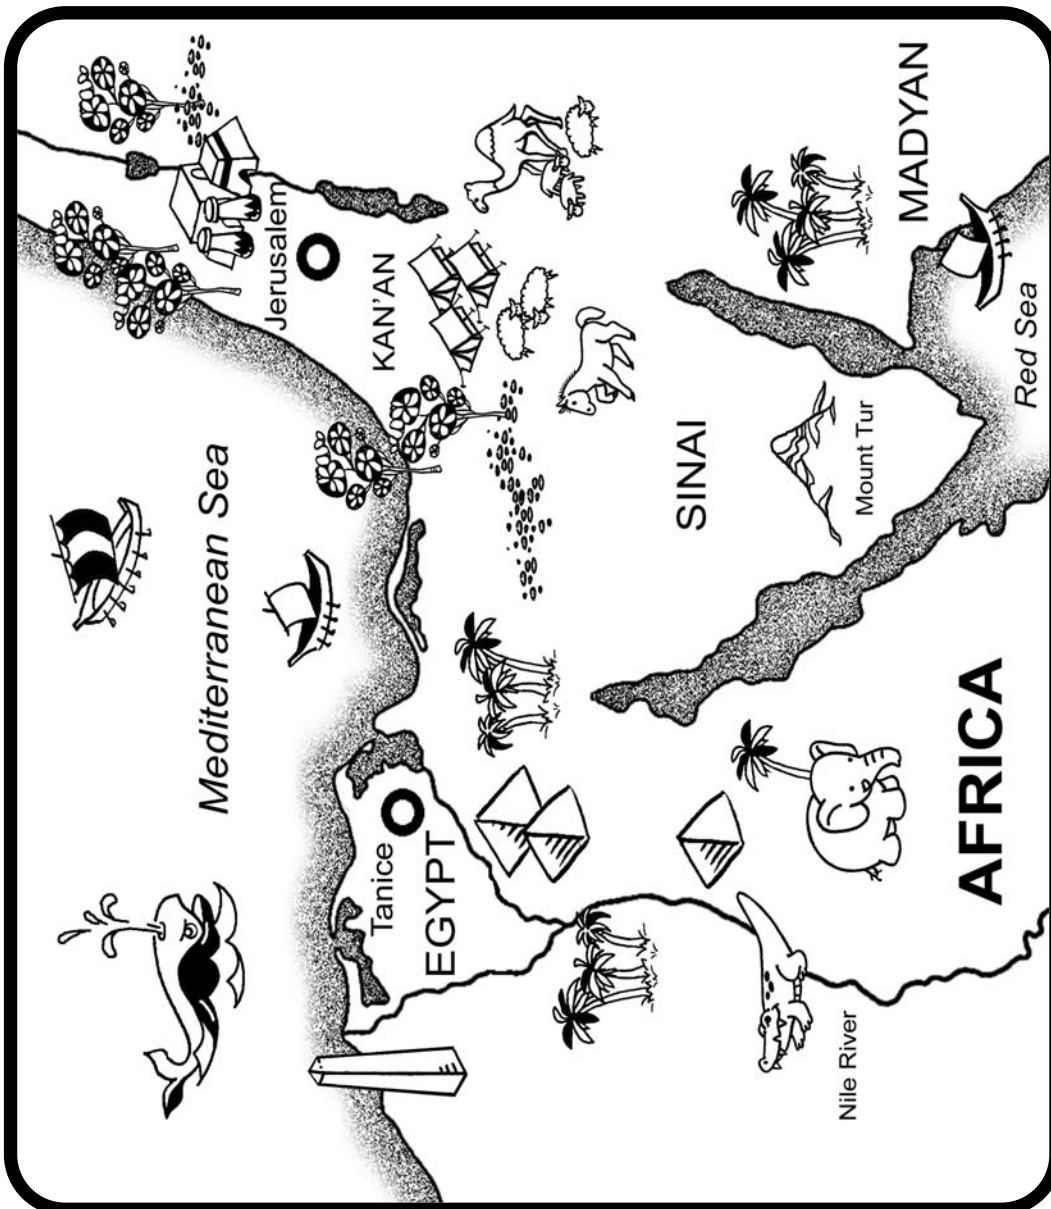 Mediterranean Sea
Jerusalem
KAN'AN
Tanice
EGYPT
SINAI
Mount Tur
MADYAN
Red Sea
AFRICA
Nile River